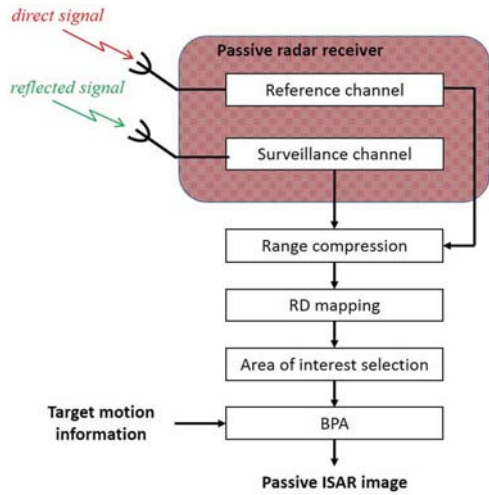 direct signal
Passive radar receiver
reflected signal
Reference channel
Surveillance channel
Range compression
RD mapping
Area of interest selection
Target motion
information
BPA
Passive ISAR image